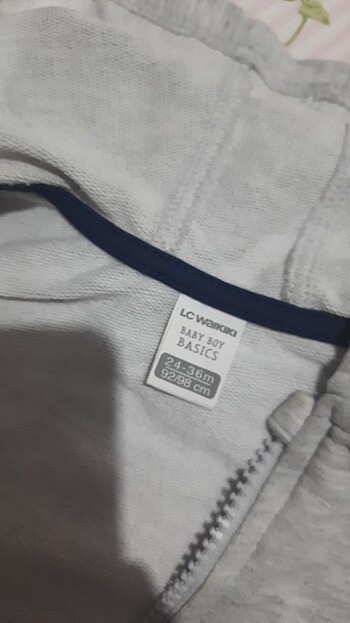 LC WAIKIKI
BABY BOY
BASICS
24-36m
92/98 cm